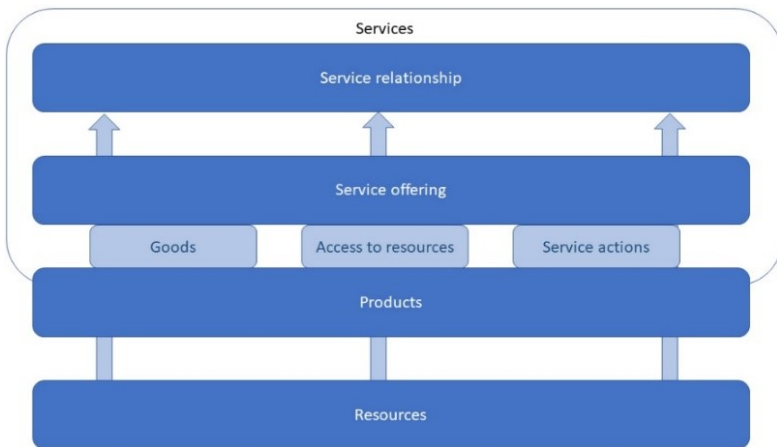 Services
Service relationship
Service offering
Goods
Access to resources
Service actions
Products
Resources